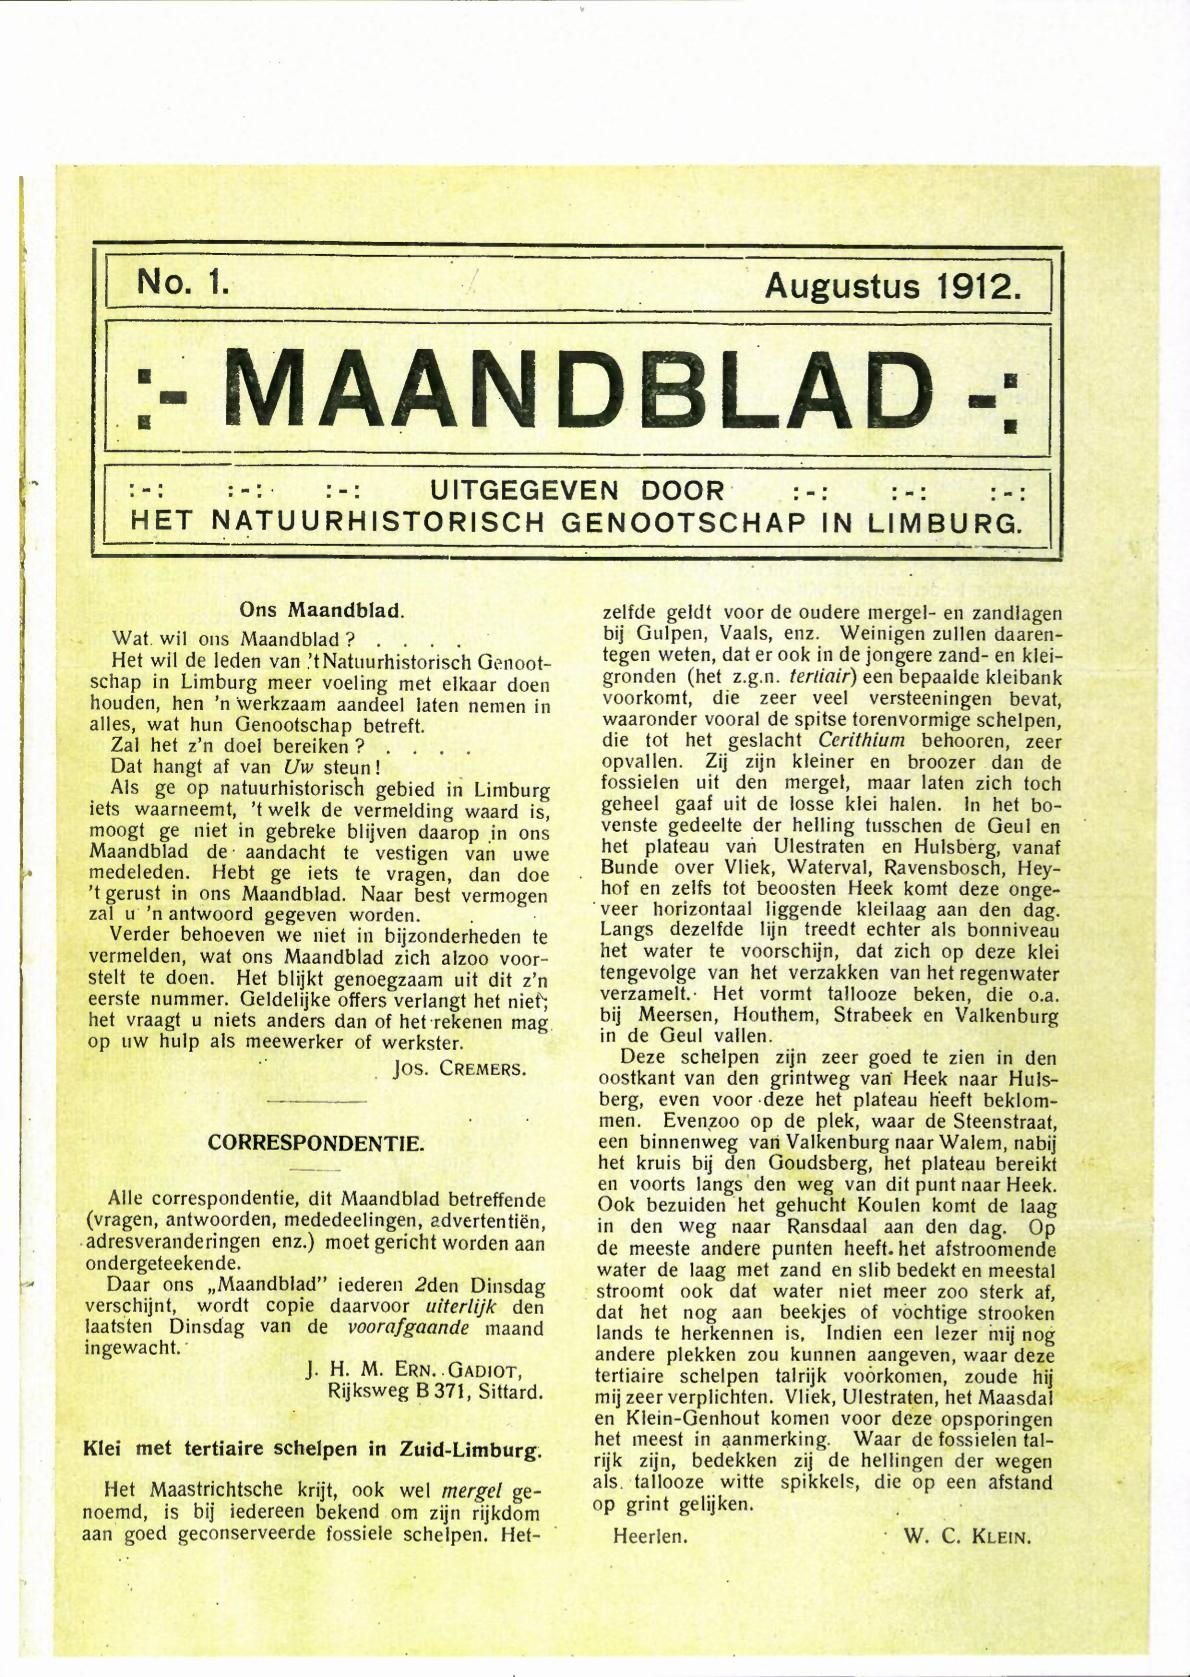 No. 1.
Augustus 1912.
:- MAANDBLAD -:
:-: :-: :-: UITGEGEVEN DOOR :-: :-: :-:
HET NATUURHISTORISCH GENOOTSCHAP IN LIMBURG.
Ons Maandblad.
Wat wil ons Maandblad ? . . . .
Het wil de leden van 't Natuurhistorisch Genoot-
schap in Limburg meer voeling met elkaar doen
houden, hen 'n werkzaam aandeel laten nemen in
alles, wat hun Genootschap betreft.
Zal het z'n doel bereiken ? . . . .
Dat hangt af van Uw steun!
Als ge op natuurhistorisch gebied in Limburg
iets waarneemt, 't welk de vermelding waard is,
moogt ge niet in gebreke blijven daarop in ons
Maandblad de aandacht te vestigen van uwe
medeleden. Hebt ge iets te vragen, dan doe
't gerust in ons Maandblad. Naar best vermogen
zal u 'n antwoord gegeven worden.
Verder behoeven we niet in bijzonderheden te
vermelden, wat ons Maandblad zich alzoo voor-
stelt te doen. Het blijkt genoegzaam uit dit z'n
eerste nummer. Geldelijke offers verlangt het niet;
het vraagt u niets anders dan of het rekenen mag
op uw hulp als meewerker of werkster.
JOS. CREMERS.
CORRESPONDENTIE.
Alle correspondentie, dit Maandblad betreffende
(vragen, antwoorden, mededeelingen, advertentiën,
adresveranderingen enz.) moet gericht worden aan
ondergeteekende.
Daar ons „Maandblad” iederen 2den Dinsdag
verschijnt, wordt copie daarvoor uiterlijk den
laatsten Dinsdag van de voorafgaande maand
ingewacht.
J. H. M. ERN. GADIOT,
Rijksweg B 371, Sittard.
Klei met tertiaire schelpen in Zuid-Limburg.
Het Maastrichtsche krijt, ook wel mergel ge-
noemd, is bij iedereen bekend om zijn rijkdom
aan goed geconserveerde fossiele schelpen. Het-
zelfde geldt voor de oudere mergel- en zandlagen
bij Gulpen, Vaals, enz. Weinigen zullen daaren-
tegen weten, dat er ook in de jongere zand- en klei-
gronden (het z.g.n. tertiair) een bepaalde kleibank
voorkomt, die zeer veel versteeningen bevat,
waaronder vooral de spitse torenvormige schelpen,
die tot het geslacht Cerithium behooren, zeer
opvallen. Zij zijn kleiner en broozer dan de
fossielen uit den mergel, maar laten zich toch
geheel gaaf uit de losse klei halen. In het bo-
venste gedeelte der helling tusschen de Geul en
het plateau van Ulestraten en Hulsberg, vanaf
Bunde over Vliek, Waterval, Ravensbosch, Hey-
hof en zelfs tot beoosten Heek komt deze onge-
veer horizontaal liggende kleilaag aan den dag.
Langs dezelfde lijn treedt echter als bonniveau
het water te voorschijn, dat zich op deze klei
tengevolge van het verzakken van het regenwater
verzamelt. Het vormt tallooze beken, die o.a.
bij Meersen, Houthem, Strabeek en Valkenburg
in de Geul vallen.
Deze schelpen zijn zeer goed te zien in den
oostkant van den grintweg van Heek naar Huls-
berg, even voor deze het plateau heeft beklom-
men. Evenzoo op de plek, waar de Steenstraat,
een binnenweg van Valkenburg naar Walem, nabij
het kruis bij den Goudsberg, het plateau bereikt
en voorts langs den weg van dit punt naar Heek.
Ook bezuiden het gehucht Koulen komt de laag
in den weg naar Ransdaal aan den dag. Op
de meeste andere punten heeft het afstroomende
water de laag met zand en slib bedekt en meestal
stroomt ook dat water niet meer zoo sterk af,
dat het nog aan beekjes of vochtige strooken
lands te herkennen is. Indien een lezer mij nog
andere plekken zou kunnen aangeven, waar deze
tertiaire schelpen talrijk voorkomen, zoude hij
mij zeer verplichten. Vliek, Ulestraten, het Maasdal
en Klein-Genhout komen voor deze opsporingen
het meest in aanmerking. Waar de fossielen tal-
rijk zijn, bedekken zij de hellingen der wegen
als tallooze witte spikkels, die op een afstand
op grint gelijken.
Heerlen. W. C. KLEIN.